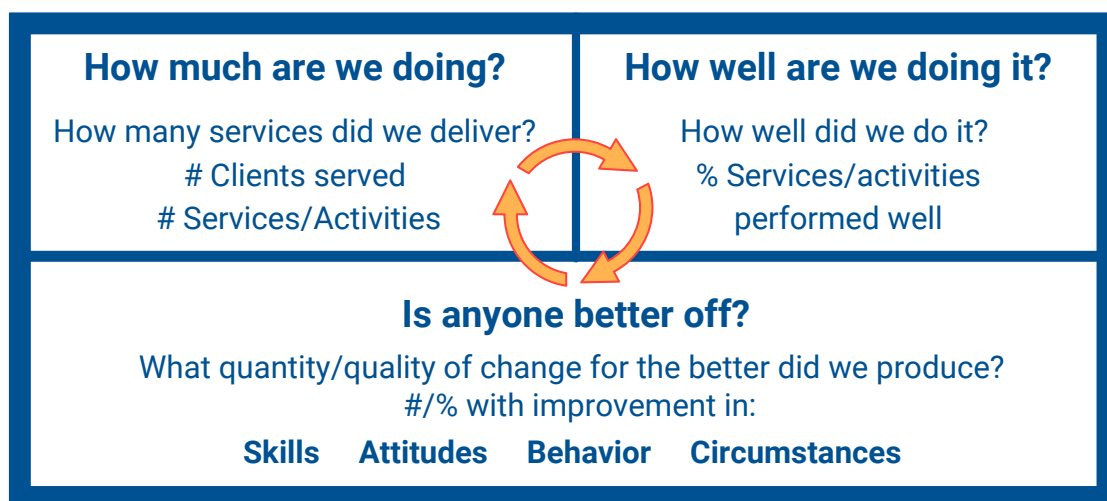 How much are we doing?
How many services did we deliver?
# Clients served
# Services/Activities
How well are we doing it?
How well did we do it?
% Services/activities
performed well
Is anyone better off?
What quantity/quality of change for the better did we produce?
#/% with improvement in:
Skills Attitudes Behavior Circumstances